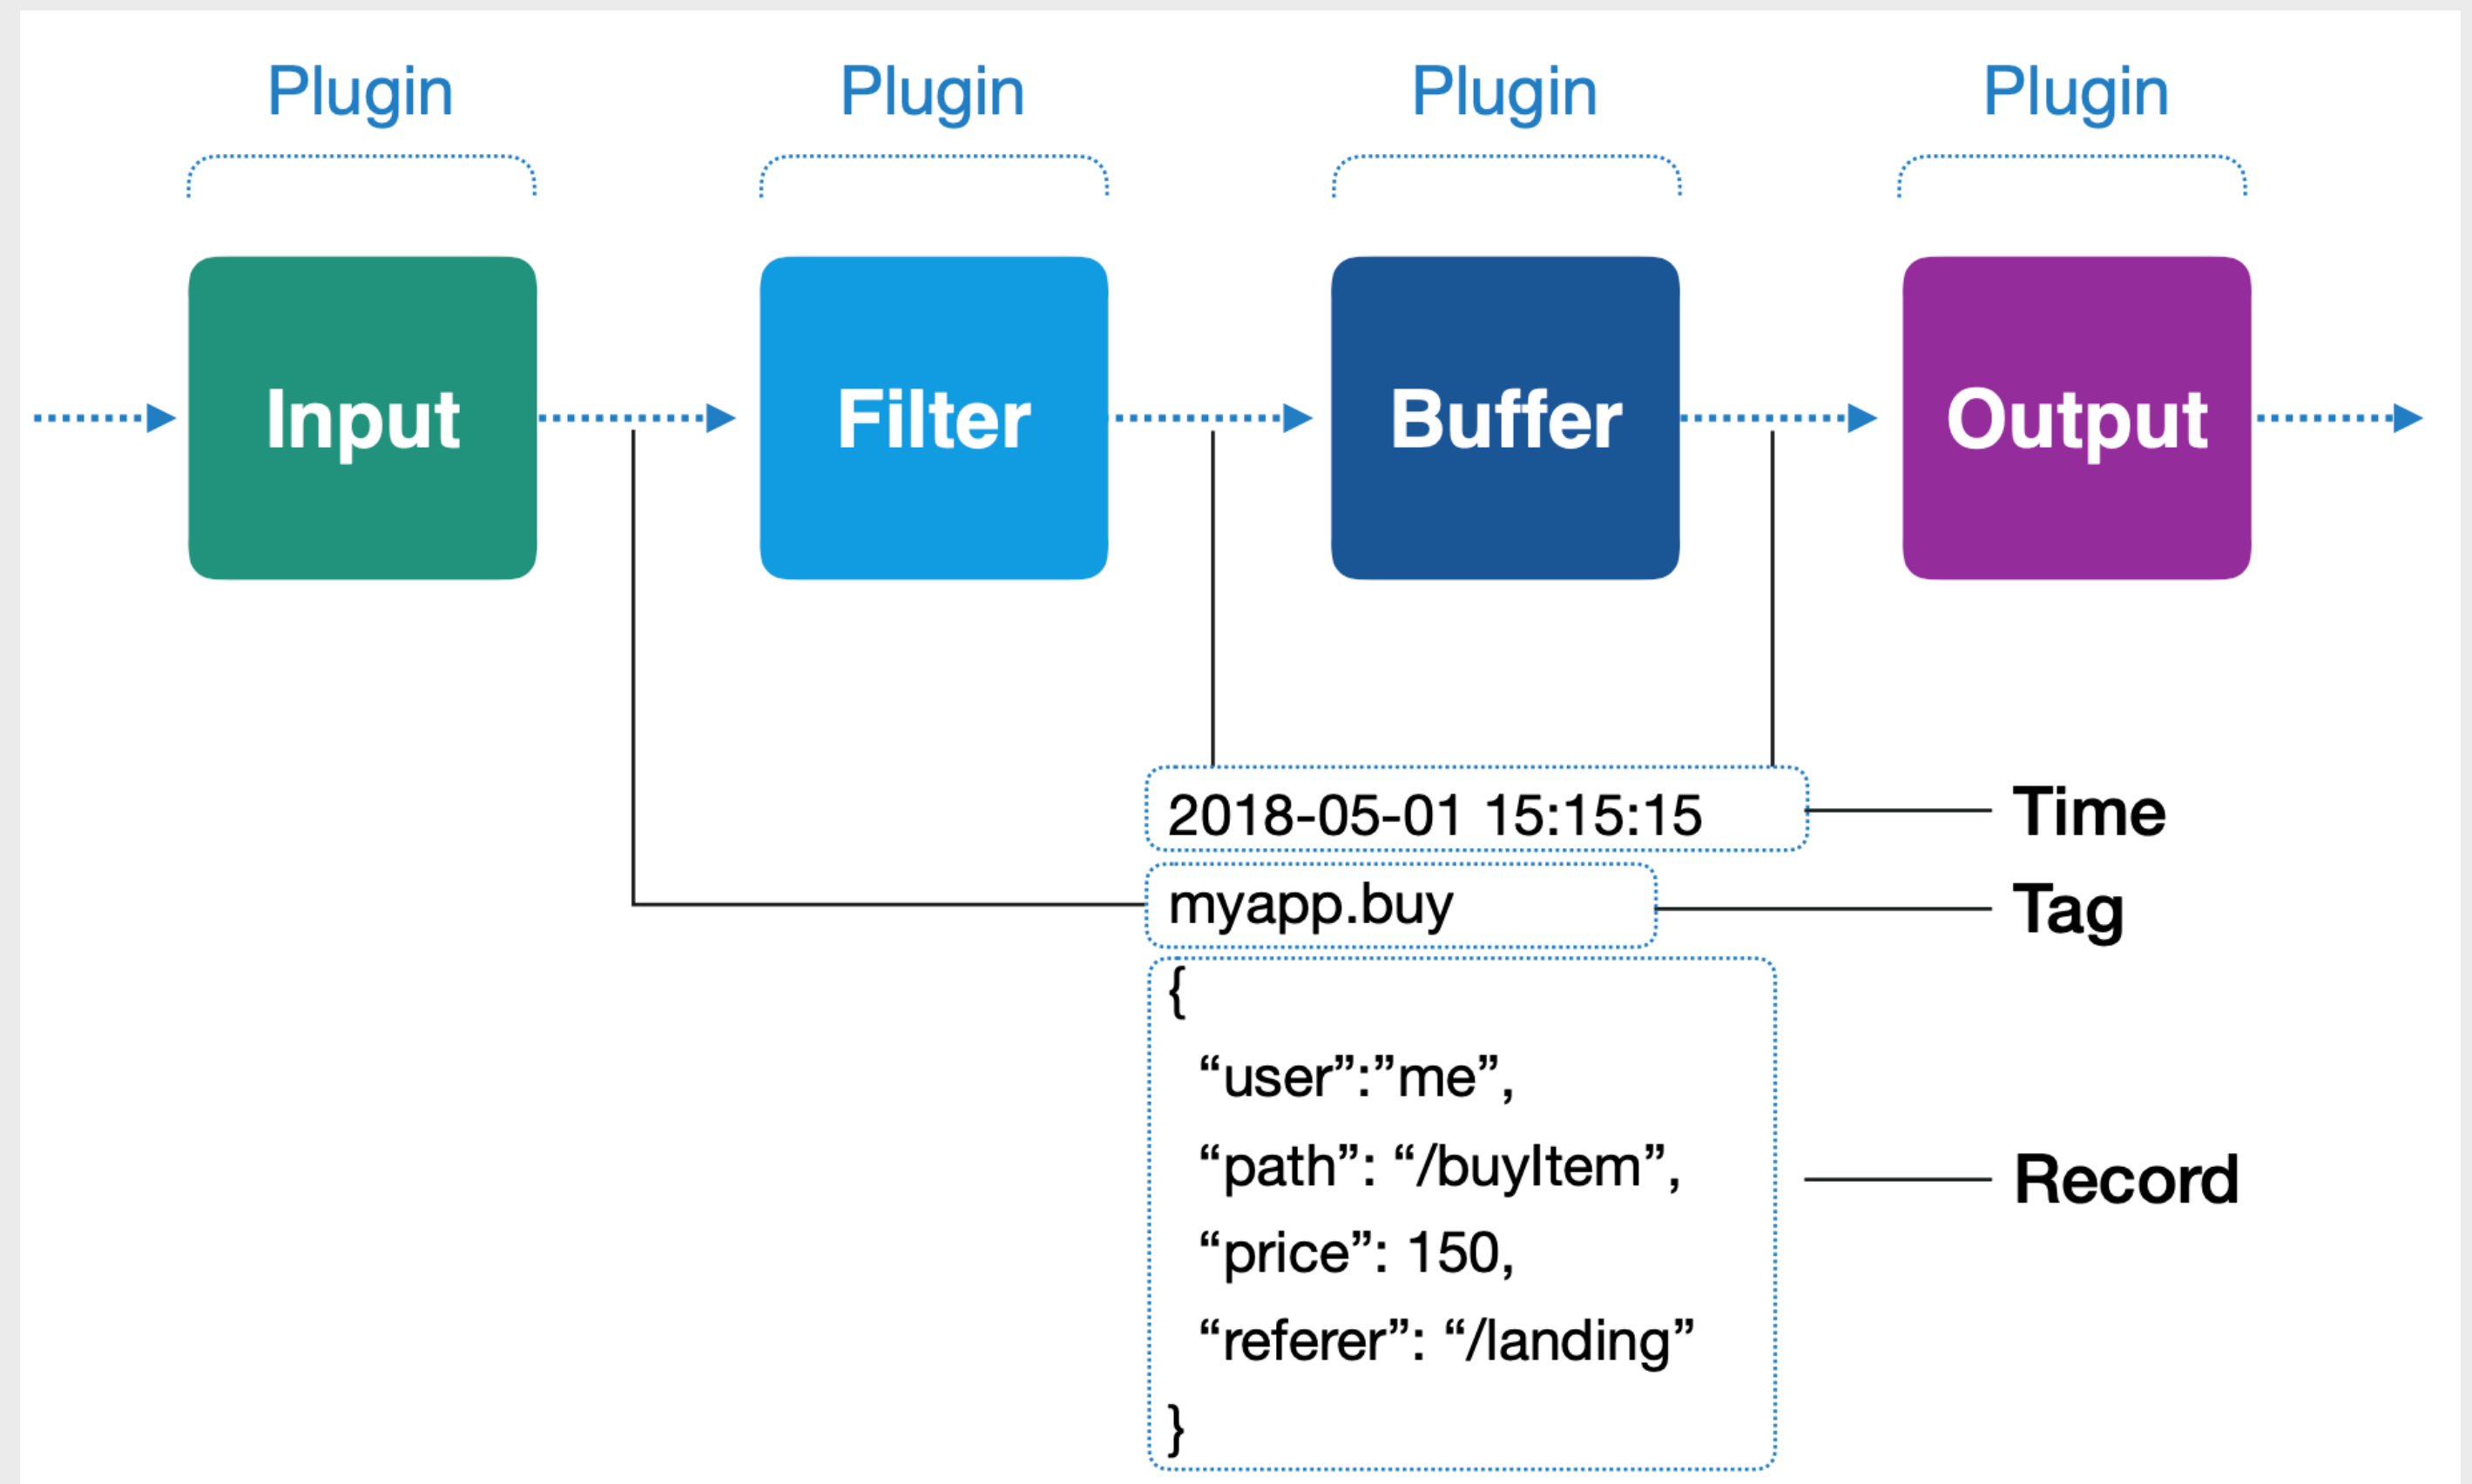 Plugin Plugin Plugin Plugin
Input Filter Buffer Output
2018-05-01 15:15:15 Time
myapp.buy Tag
{
“user”:”me”,
“path”: “/buyItem”,
“price”: 150,
“referer”: “/landing”
}
Record